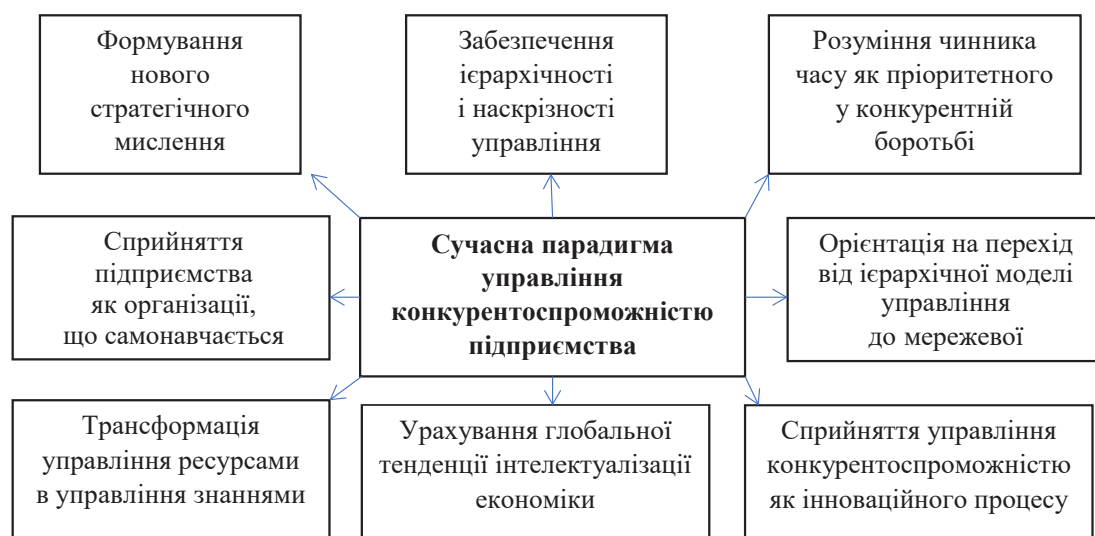 Формування
нового
стратегічного
мислення
Забезпечення
ієрархічності
і наскрізності
управління
Розуміння чинника
часу як пріоритетного
у конкурентній
боротьбі
Сприйняття
підприємства
як організації,
що самонавчається
Сучасна парадигма
управління
конкурентоспроможністю
підприємства
Орієнтація на перехід
від ієрархічної моделі
управління
до мережевої
Трансформація
управління ресурсами
в управління знаннями
Урахування глобальної
тенденції інтелектуалізації
економіки
Сприйняття управління
конкурентоспроможністю
як інноваційного процесу